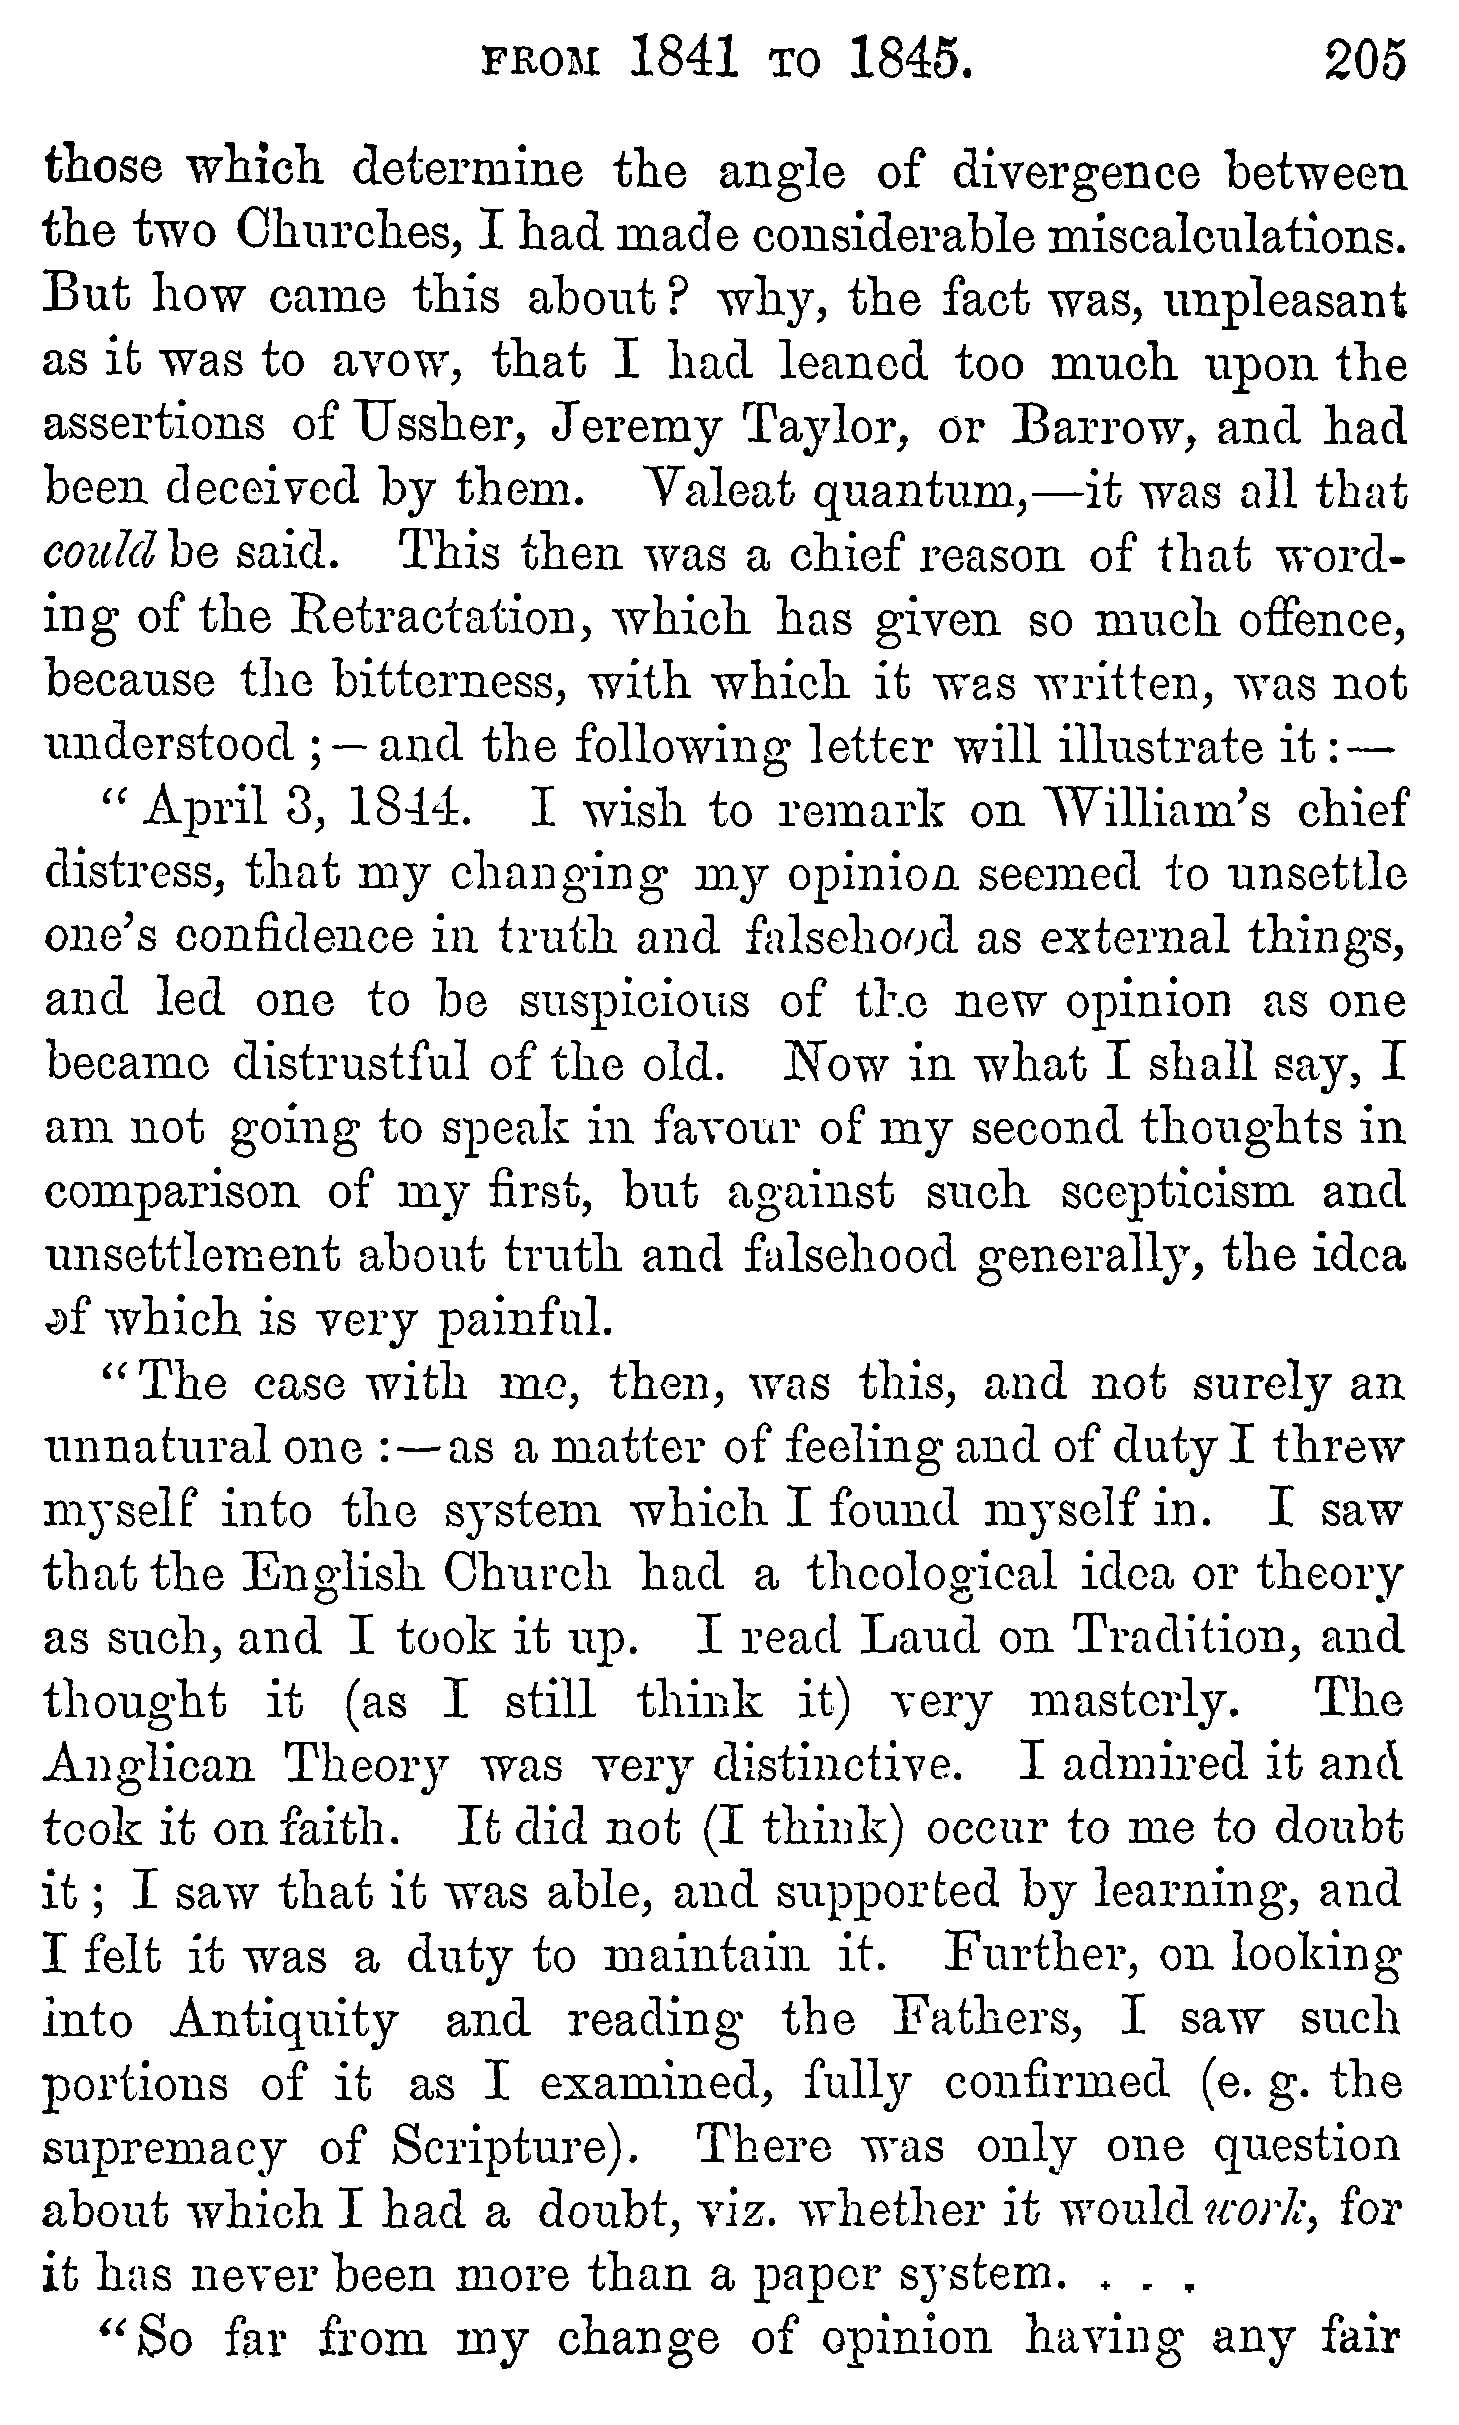 FROM 1841 TO 1845. 205
those which determine the angle of divergence between
the two Churches, I had made considerable miscalculations.
But how came this about? why, the fact was, unpleasant
as it was to avow, that I had leaned too much upon the
assertions of Ussher, Jeremy Taylor, or Barrow, and had
been deceived by them. Valeat quantum,—it was all that
could be said. This then was a chief reason of that word-
ing of the Retractation, which has given so much offence,
because the bitterness, with which it was written, was not
understood ;—and the following letter will illustrate it :—
“ April 3, 1844. I wish to remark on William’s chief
distress, that my changing my opinion seemed to unsettle
one’s confidence in truth and falsehood as external things,
and led one to be suspicious of the new opinion as one
became distrustful of the old. Now in what I shall say, I
am not going to speak in favour of my second thoughts in
comparison of my first, but against such scepticism and
unsettlement about truth and falsehood generally, the idea
of which is very painful.
“ The case with me, then, was this, and not surely an
unnatural one :—as a matter of feeling and of duty I threw
myself into the system which I found myself in. I saw
that the English Church had a theological idea or theory
as such, and I took it up. I read Laud on Tradition, and
thought it (as I still think it) very masterly. The
Anglican Theory was very distinctive. I admired it and
took it on faith. It did not (I think) occur to me to doubt
it ; I saw that it was able, and supported by learning, and
I felt it was a duty to maintain it. Further, on looking
into Antiquity and reading the Fathers, I saw such
portions of it as I examined, fully confirmed (e. g. the
supremacy of Scripture). There was only one question
about which I had a doubt, viz. whether it would work, for
it has never been more than a paper system. . . .
“ So far from my change of opinion having any fair